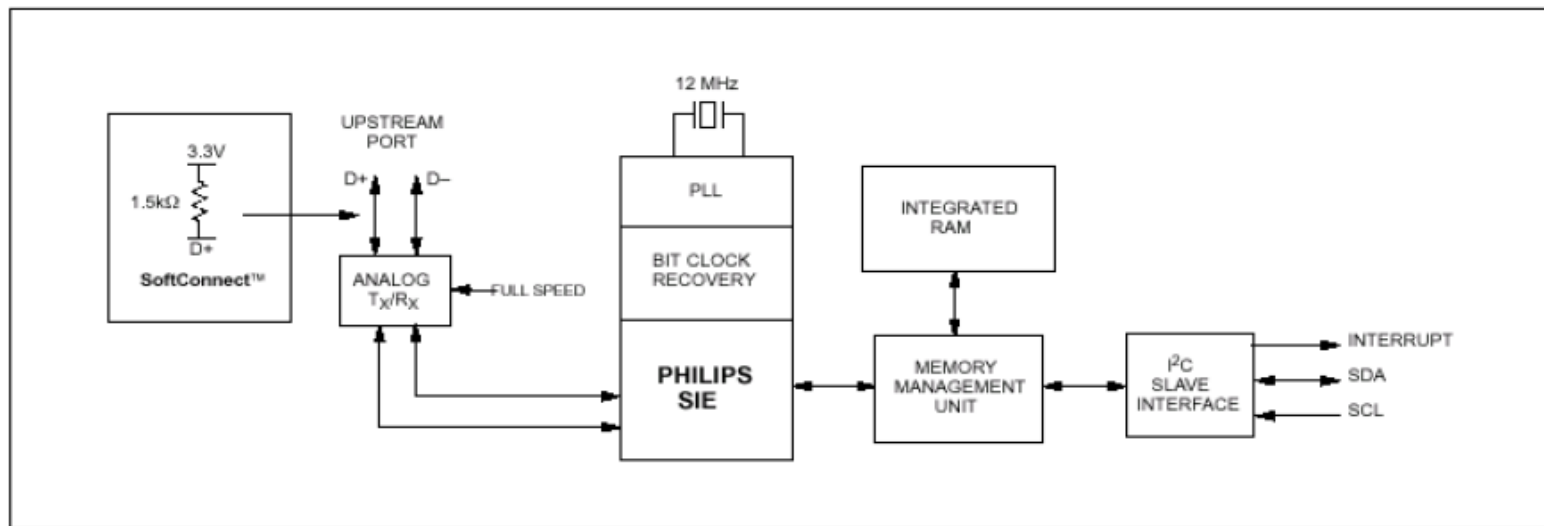 12 MHz
UPSTREAM
PORT
D+
D–
3.3V
1.5kΩ
D+
SoftConnect™
ANALOG
TX/RX
FULL SPEED
PLL
BIT CLOCK
RECOVERY
PHILIPS
SIE
INTEGRATED
RAM
MEMORY
MANAGEMENT
UNIT
I²C
SLAVE
INTERFACE
INTERRUPT
SDA
SCL